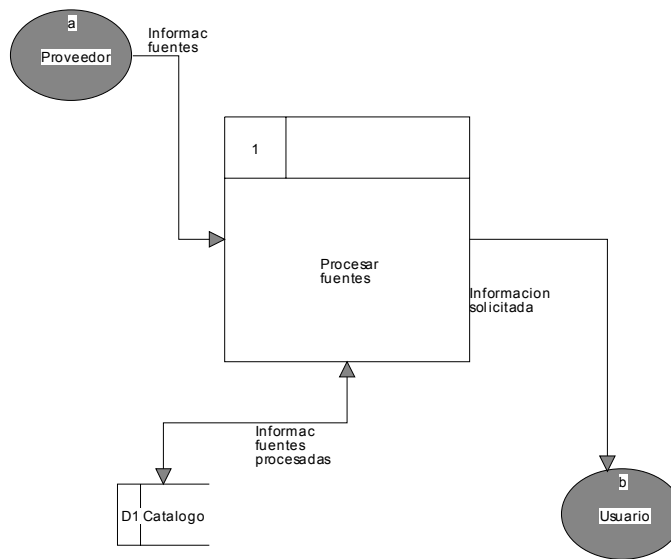 a
Proveedor
Informac
fuentes
1
Procesar
fuentes
Informacion
solicitada
Informac
fuentes
procesadas
D1 Catalogo
b
Usuario